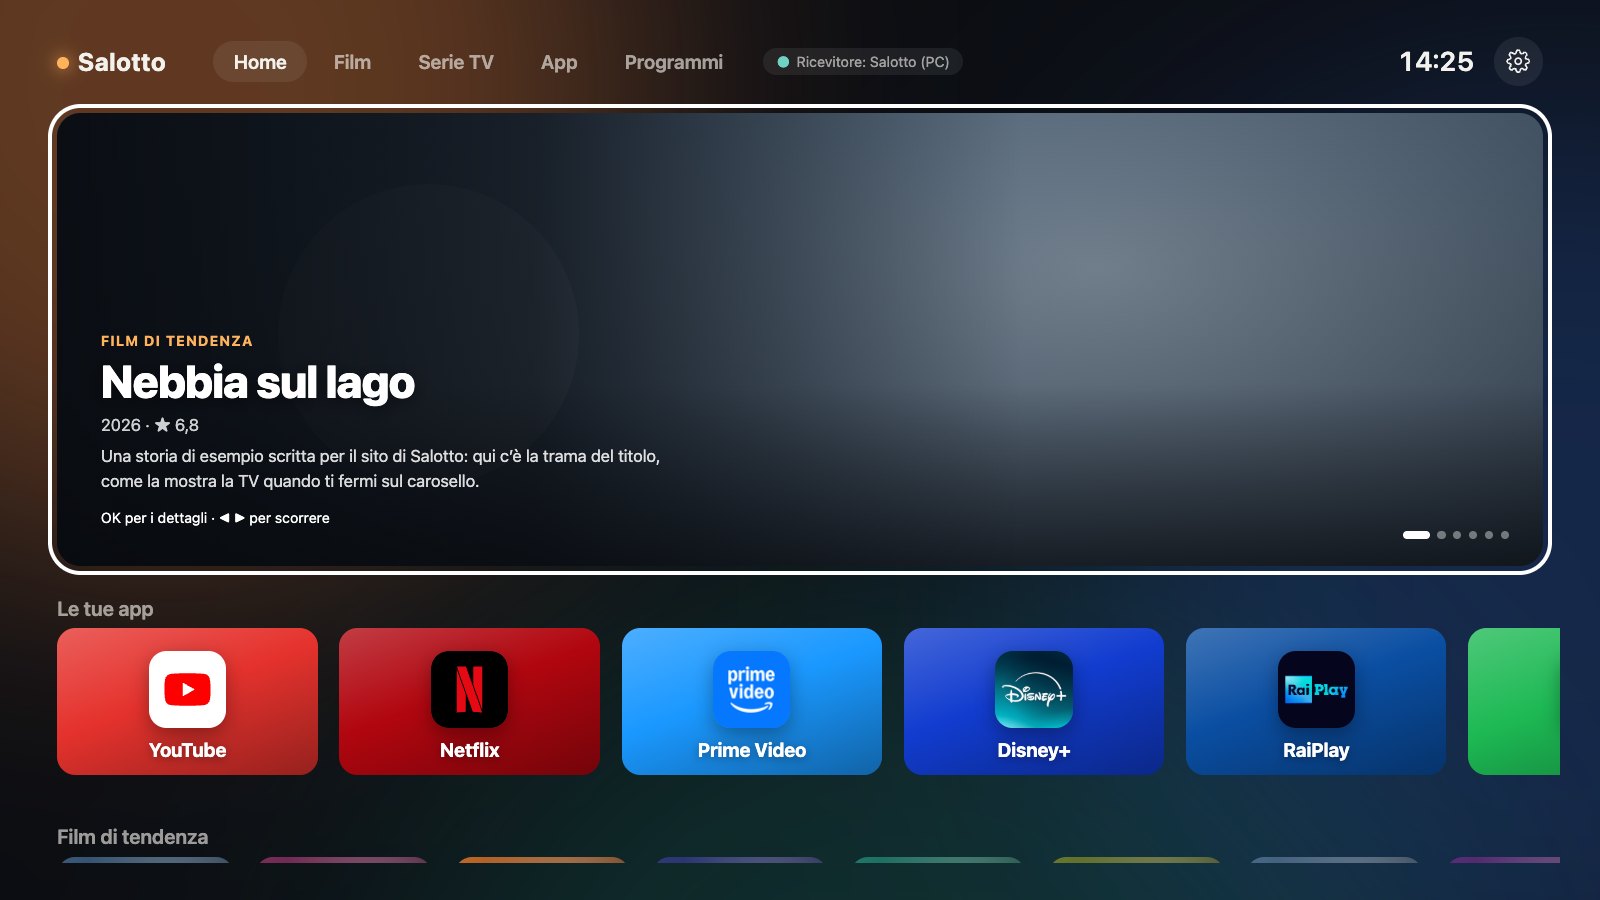 Salotto
Home
Film
Serie TV
App
Programmi
Ricevitore: Salotto (PC)
14:25
FILM DI TENDENZA
Nebbia sul lago
2026 · ★ 6,8
Una storia di esempio scritta per il sito di Salotto: qui c’è la trama del titolo,
come la mostra la TV quando ti fermi sul carosello.
OK per i dettagli · ◀ ▶ per scorrere
Le tue app
YouTube
Netflix
prime
video
Prime Video
Disney+
Disney+
Rai Play
RaiPlay
Film di tendenza